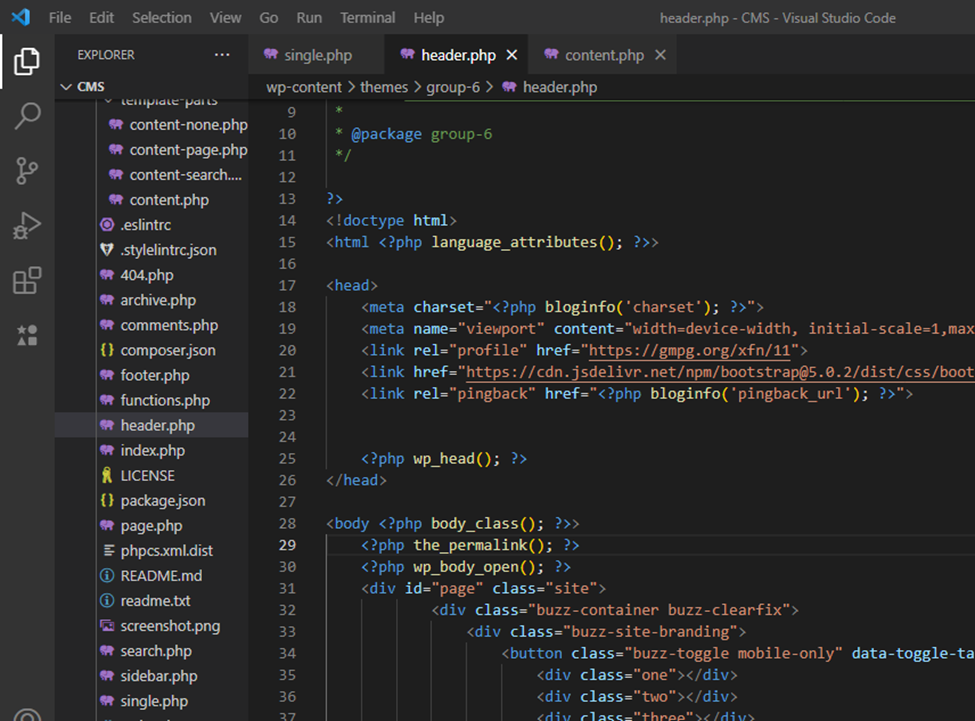 File Edit Selection View Go Run Terminal Help header.php - CMS - Visual Studio Code
EXPLORER ...
CMS
template-parts
content-none.php
content-page.php
content-search....
content.php
.eslintrc
.stylelintrc.json
404.php
archive.php
comments.php
composer.json
footer.php
functions.php
header.php
index.php
LICENSE
package.json
page.php
phpcs.xml.dist
README.md
readme.txt
screenshot.png
search.php
sidebar.php
single.php
single.php header.php content.php
wp-content > themes > group-6 > header.php
9 *
10 * @package group-6
11 */
12
13 ?>
14 <!doctype html>
15 <html <?php language_attributes(); ?>>
16
17 <head>
18 <meta charset="<?php bloginfo('charset'); ?>">
19 <meta name="viewport" content="width=device-width, initial-scale=1,max
20 <link rel="profile" href="https://gmpg.org/xfn/11">
21 <link href="https://cdn.jsdelivr.net/npm/bootstrap@5.0.2/dist/css/boot
22 <link rel="pingback" href="<?php bloginfo('pingback_url'); ?>">
23
24
25 <?php wp_head(); ?>
26 </head>
27
28 <body <?php body_class(); ?>>
29 <?php the_permalink(); ?>
30 <?php wp_body_open(); ?>
31 <div id="page" class="site">
32 <div class="buzz-container buzz-clearfix">
33 <div class="buzz-site-branding">
34 <button class="buzz-toggle mobile-only" data-toggle-ta
35 <div class="one"></div>
36 <div class="two"></div>
37 <div class="three"></div>